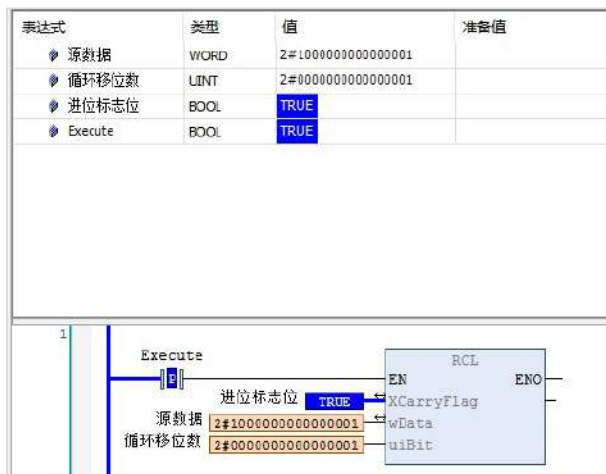 表达式 类型 值 准备值
源数据 WORD 2#1000000000000001
循环移位数 UINT 2#0000000000000001
进位标志位 BOOL TRUE
Execute BOOL TRUE
1
Execute
P
RCL
EN ENO
进位标志位 TRUE XCarryFlag
源数据 2#1000000000000001 wData
循环移位数 2#0000000000000001 uiBit